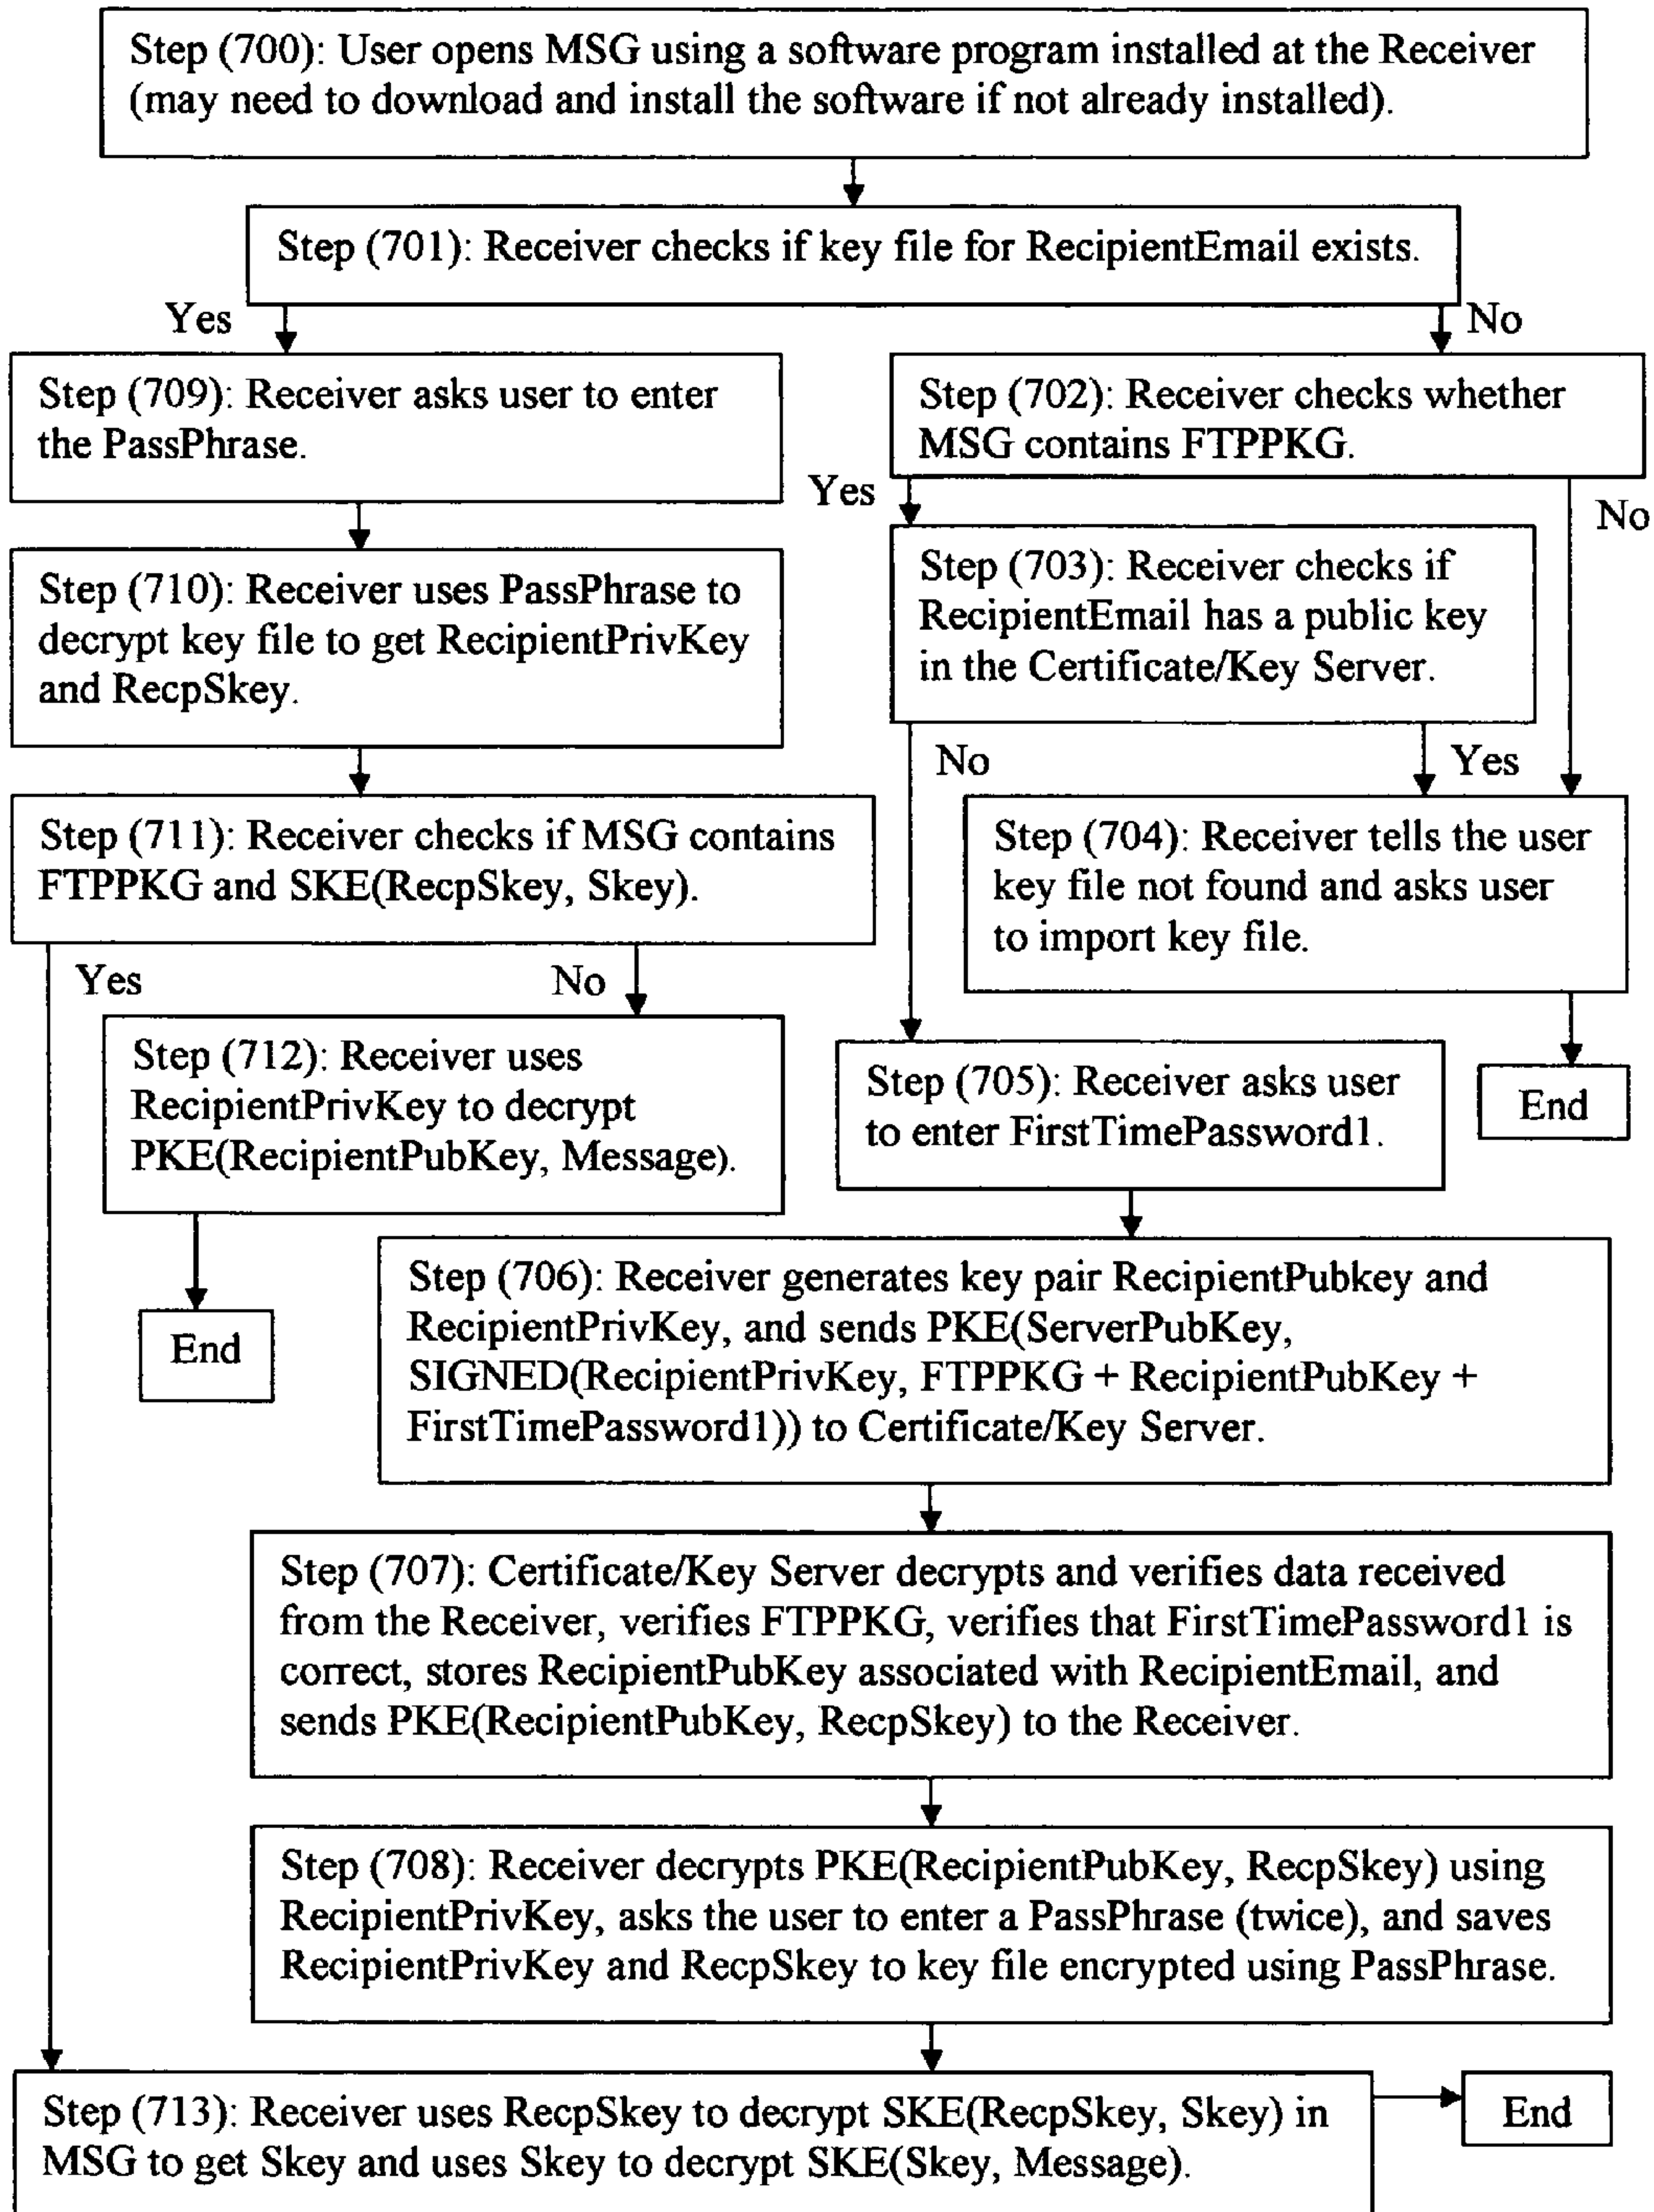 Step (700): User opens MSG using a software program installed at the Receiver
(may need to download and install the software if not already installed).
Step (701): Receiver checks if key file for RecipientEmail exists.
Yes
No
Step (709): Receiver asks user to enter
the PassPhrase.
Step (702): Receiver checks whether
MSG contains FTPPKG.
Yes
No
Step (710): Receiver uses PassPhrase to
decrypt key file to get RecipientPrivKey
and RecpSkey.
Step (703): Receiver checks if
RecipientEmail has a public key
in the Certificate/Key Server.
No
Yes
Step (711): Receiver checks if MSG contains
FTPPKG and SKE(RecpSkey, Skey).
Step (704): Receiver tells the user
key file not found and asks user
to import key file.
Yes
No
Step (712): Receiver uses
RecipientPrivKey to decrypt
PKE(RecipientPubKey, Message).
Step (705): Receiver asks user
to enter FirstTimePassword1.
End
Step (706): Receiver generates key pair RecipientPubkey and
RecipientPrivKey, and sends PKE(ServerPubKey,
SIGNED(RecipientPrivKey, FTPPKG + RecipientPubKey +
FirstTimePassword1)) to Certificate/Key Server.
End
Step (707): Certificate/Key Server decrypts and verifies data received
from the Receiver, verifies FTPPKG, verifies that FirstTimePassword1 is
correct, stores RecipientPubKey associated with RecipientEmail, and
sends PKE(RecipientPubKey, RecpSkey) to the Receiver.
Step (708): Receiver decrypts PKE(RecipientPubKey, RecpSkey) using
RecipientPrivKey, asks the user to enter a PassPhrase (twice), and saves
RecipientPrivKey and RecpSkey to key file encrypted using PassPhrase.
Step (713): Receiver uses RecpSkey to decrypt SKE(RecpSkey, Skey) in
MSG to get Skey and uses Skey to decrypt SKE(Skey, Message).
End